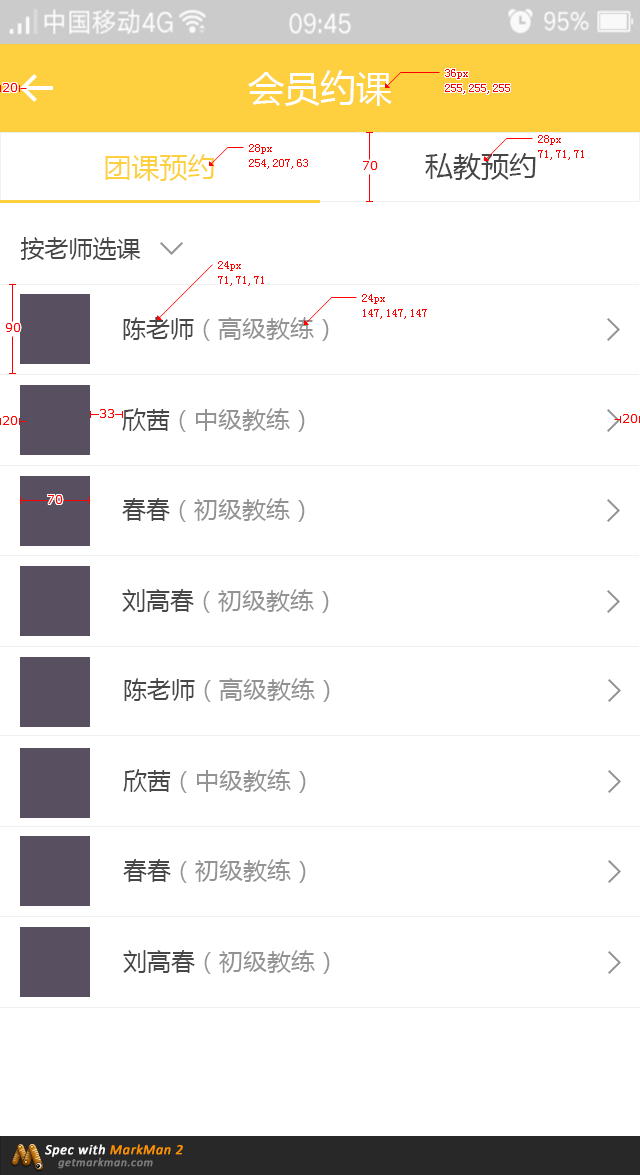 中国移动4G 09:45 95%
20 会员约课 36px
255, 255, 255
团课预约 28px
254, 207, 63
70
私教预约 28px
71, 71, 71
按老师选课
24px
71, 71, 71
90 陈老师（高级教练） 24px
147, 147, 147
20 33 欣茜（中级教练） 20
70 春春（初级教练）
刘高春（初级教练）
陈老师（高级教练）
欣茜（中级教练）
春春（初级教练）
刘高春（初级教练）
Spec with MarkMan 2
getmarkman.com